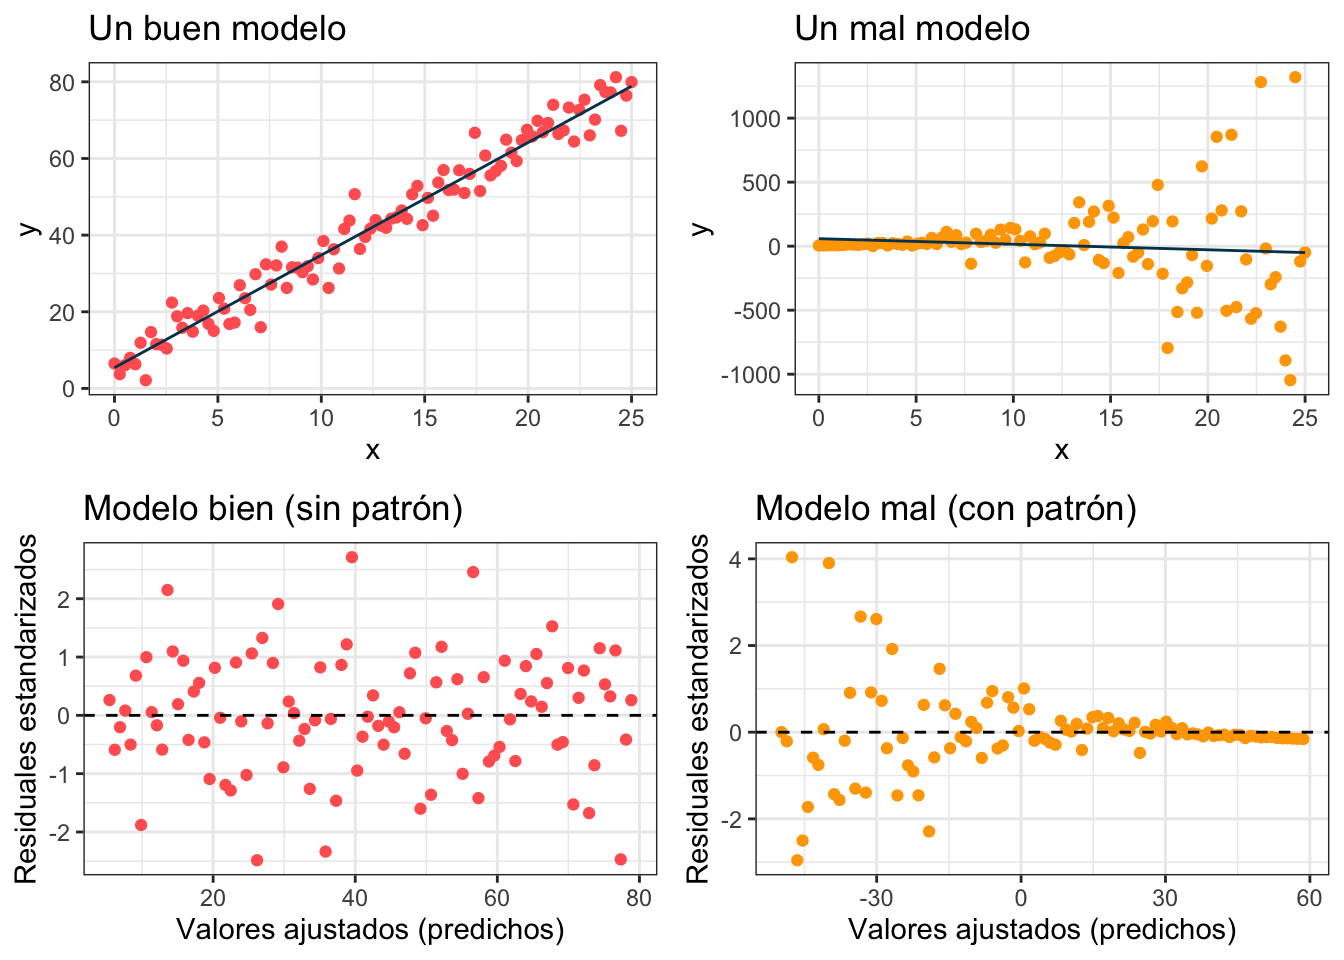 Un buen modelo
80
60
40
20
0
y
0 5 10 15 20 25
x
Un mal modelo
1000
500
0
-500
-1000
y
0 5 10 15 20 25
x
Modelo bien (sin patrón)
2
1
0
-1
-2
Residuales estandarizados
20 40 60 80
Valores ajustados (predichos)
Modelo mal (con patrón)
4
2
0
-2
Residuales estandarizados
-30 0 30 60
Valores ajustados (predichos)